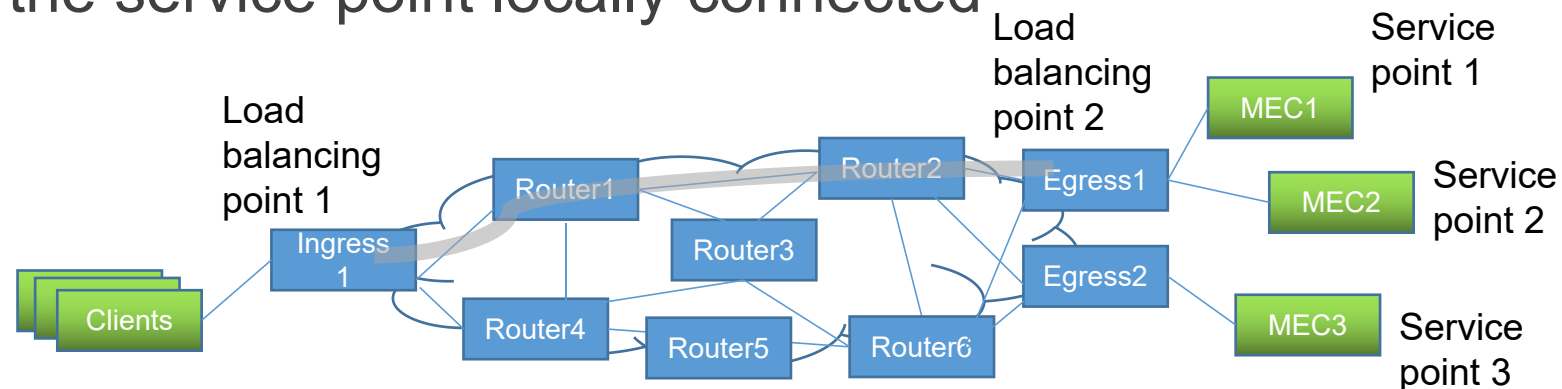 the service point locally connected
Load
balancing
point 1
Load
balancing
point 2
Service
point 1
MEC1
Router1
Router2
Egress1
MEC2
Service
point 2
Ingress
1
Router3
Egress2
Clients
Router4
Router5
Router6
MEC3
Service
point 3